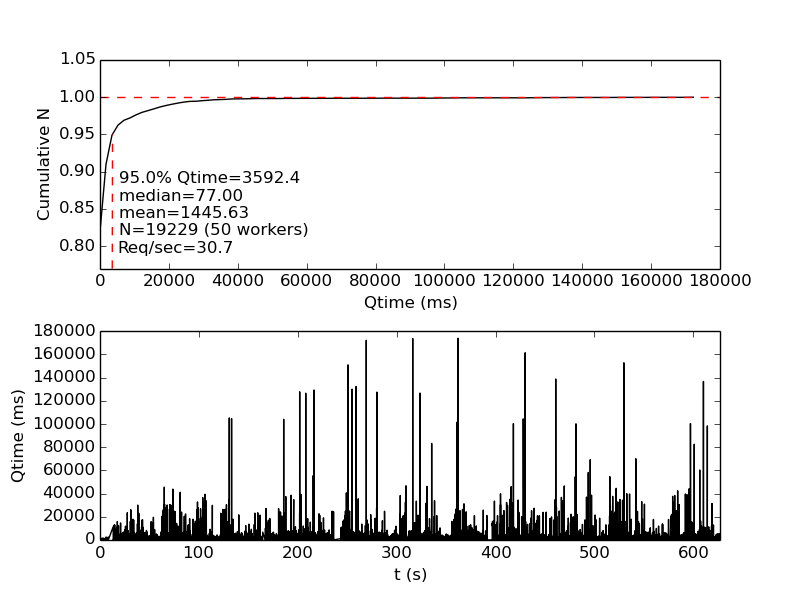 1.05
1.00
0.95
0.90
0.85
0.80
Cumulative N
95.0% Qtime=3592.4
median=77.00
mean=1445.63
N=19229 (50 workers)
Req/sec=30.7
0 20000 40000 60000 80000 100000 120000 140000 160000 180000
Qtime (ms)
180000
160000
140000
120000
100000
80000
60000
40000
20000
0
Qtime (ms)
0 100 200 300 400 500 600
t (s)